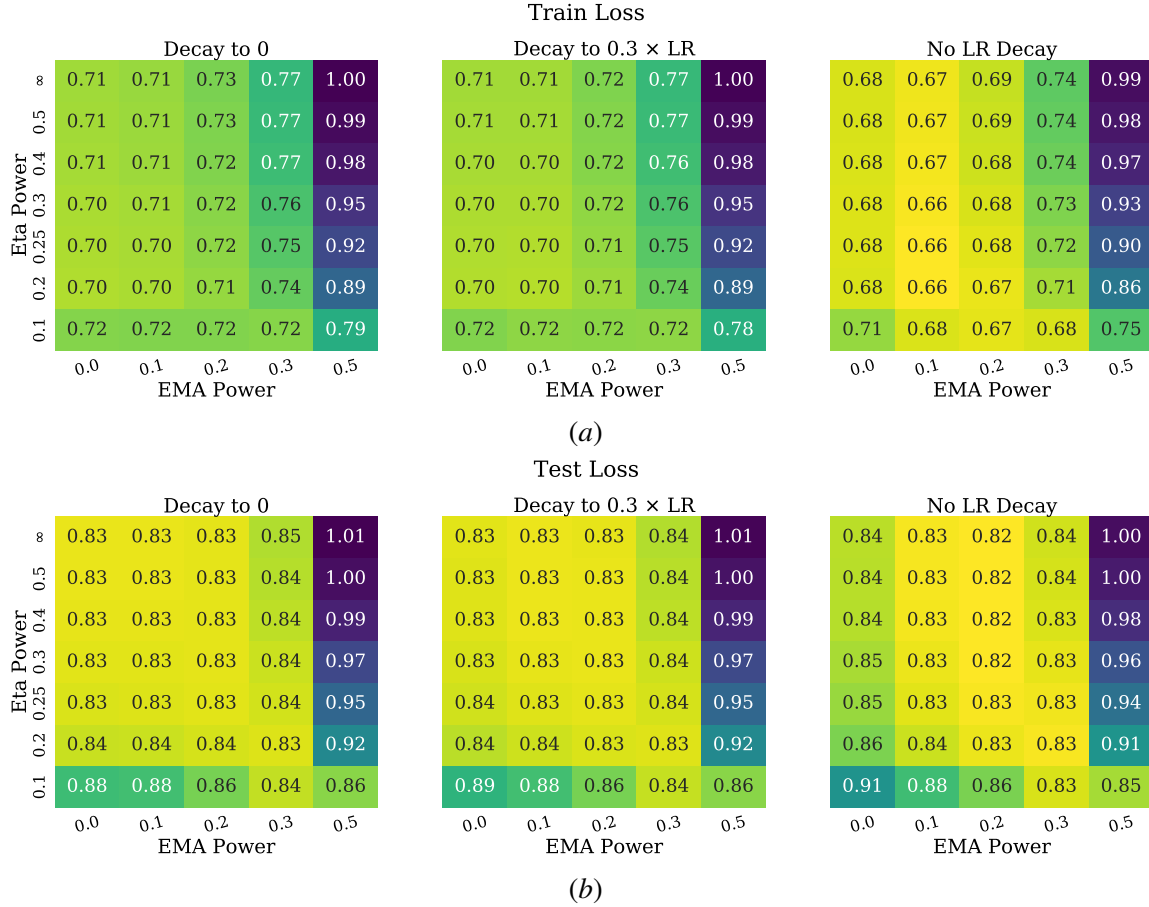 Train Loss
Decay to 0 Decay to 0.3 × LR No LR Decay
∞ 0.71 0.71 0.73 0.77 1.00 0.71 0.71 0.72 0.77 1.00 0.68 0.67 0.69 0.74 0.99
0.5 0.71 0.71 0.73 0.77 0.99 0.71 0.71 0.72 0.77 0.99 0.68 0.67 0.69 0.74 0.98
0.4 0.71 0.71 0.72 0.77 0.98 0.70 0.70 0.72 0.76 0.98 0.68 0.67 0.68 0.74 0.97
Eta Power
0.3 0.70 0.71 0.72 0.76 0.95 0.70 0.70 0.72 0.76 0.95 0.68 0.66 0.68 0.73 0.93
0.25 0.70 0.70 0.72 0.75 0.92 0.70 0.70 0.71 0.75 0.92 0.68 0.66 0.68 0.72 0.90
0.2 0.70 0.70 0.71 0.74 0.89 0.70 0.70 0.71 0.74 0.89 0.68 0.66 0.67 0.71 0.86
0.1 0.72 0.72 0.72 0.72 0.79 0.72 0.72 0.72 0.72 0.78 0.71 0.68 0.67 0.68 0.75
0.0 0.1 0.2 0.3 0.5 0.0 0.1 0.2 0.3 0.5 0.0 0.1 0.2 0.3 0.5
EMA Power EMA Power EMA Power
(a)
Test Loss
Decay to 0 Decay to 0.3 × LR No LR Decay
∞ 0.83 0.83 0.83 0.85 1.01 0.83 0.83 0.83 0.84 1.01 0.84 0.83 0.82 0.84 1.00
0.5 0.83 0.83 0.83 0.84 1.00 0.83 0.83 0.83 0.84 1.00 0.84 0.83 0.82 0.84 1.00
0.4 0.83 0.83 0.83 0.84 0.99 0.83 0.83 0.83 0.84 0.99 0.84 0.83 0.82 0.83 0.98
Eta Power
0.3 0.83 0.83 0.83 0.84 0.97 0.83 0.83 0.83 0.84 0.97 0.85 0.83 0.82 0.83 0.96
0.25 0.83 0.83 0.83 0.84 0.95 0.84 0.83 0.83 0.84 0.95 0.85 0.83 0.83 0.83 0.94
0.2 0.84 0.84 0.84 0.83 0.92 0.84 0.84 0.83 0.83 0.92 0.86 0.84 0.83 0.83 0.91
0.1 0.88 0.88 0.86 0.84 0.86 0.89 0.88 0.86 0.84 0.86 0.91 0.88 0.86 0.83 0.85
0.0 0.1 0.2 0.3 0.5 0.0 0.1 0.2 0.3 0.5 0.0 0.1 0.2 0.3 0.5
EMA Power EMA Power EMA Power
(b)